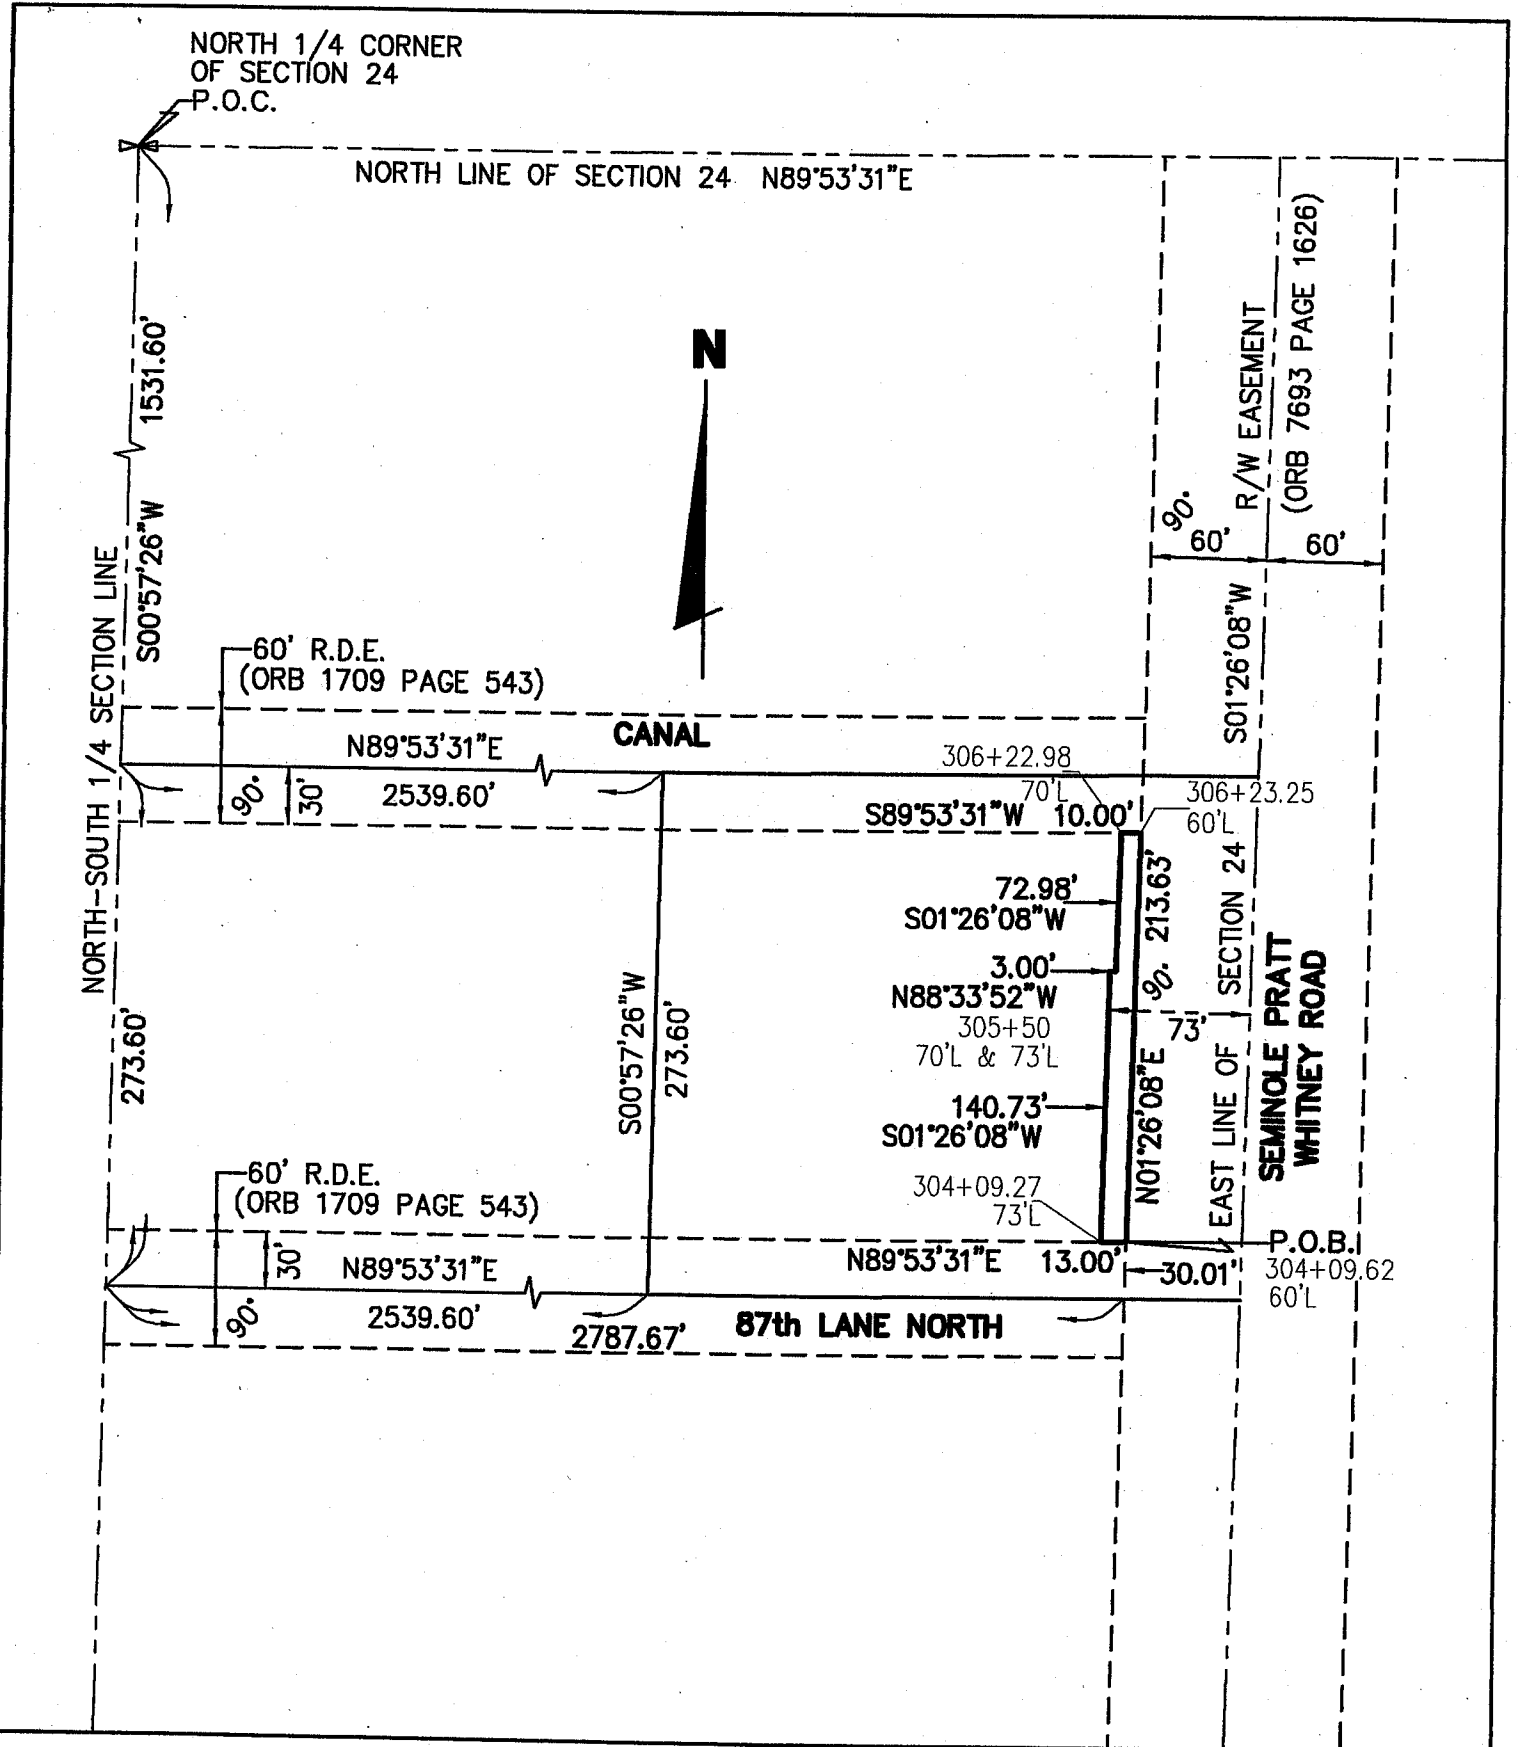 NORTH 1/4 CORNER
OF SECTION 24
P.O.C.
NORTH LINE OF SECTION 24 N89°53'31"E
1531.60'
S00°57'26"W
NORTH-SOUTH 1/4 SECTION LINE
N
R/W EASEMENT
(ORB 7693 PAGE 1626)
90°
60'
60'
S01°26'08"W
60' R.D.E.
(ORB 1709 PAGE 543)
CANAL
N89°53'31"E
90°
30'
2539.60'
306+22.98
70'L
306+23.25
60'L
S89°53'31"W 10.00'
72.98'
S01°26'08"W
213.63'
3.00'
N88°33'52"W
90°
305+50
70'L & 73'L
73'
EAST LINE OF SECTION 24
SEMINOLE PRATT
WHITNEY ROAD
273.60'
S00°57'26"W
273.60'
140.73'
S01°26'08"W
N01°26'08"E
60' R.D.E.
(ORB 1709 PAGE 543)
304+09.27
73'L
P.O.B.
304+09.62
60'L
N89°53'31"E 13.00'
30.01'
30'
N89°53'31"E
90°
2539.60'
2787.67'
87th LANE NORTH